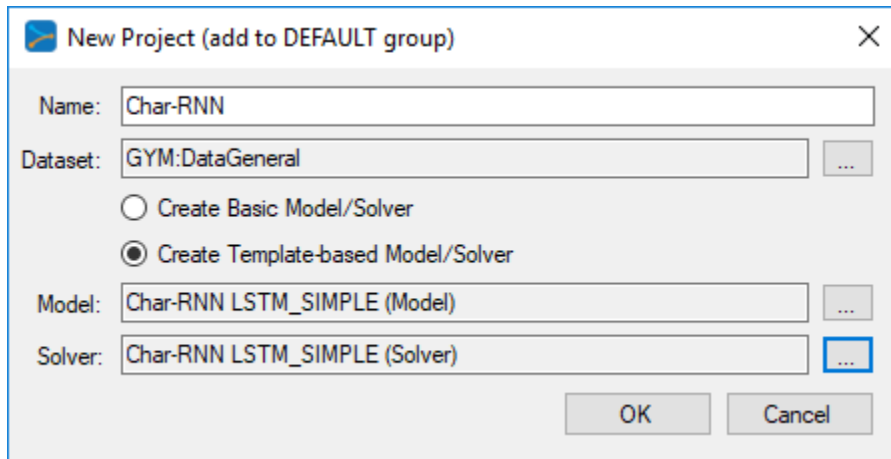 New Project (add to DEFAULT group)
Name: Char-RNN
Dataset: GYM:DataGeneral ...
Create Basic Model/Solver
Create Template-based Model/Solver
Model: Char-RNN LSTM_SIMPLE (Model) ...
Solver: Char-RNN LSTM_SIMPLE (Solver) ...
OK Cancel